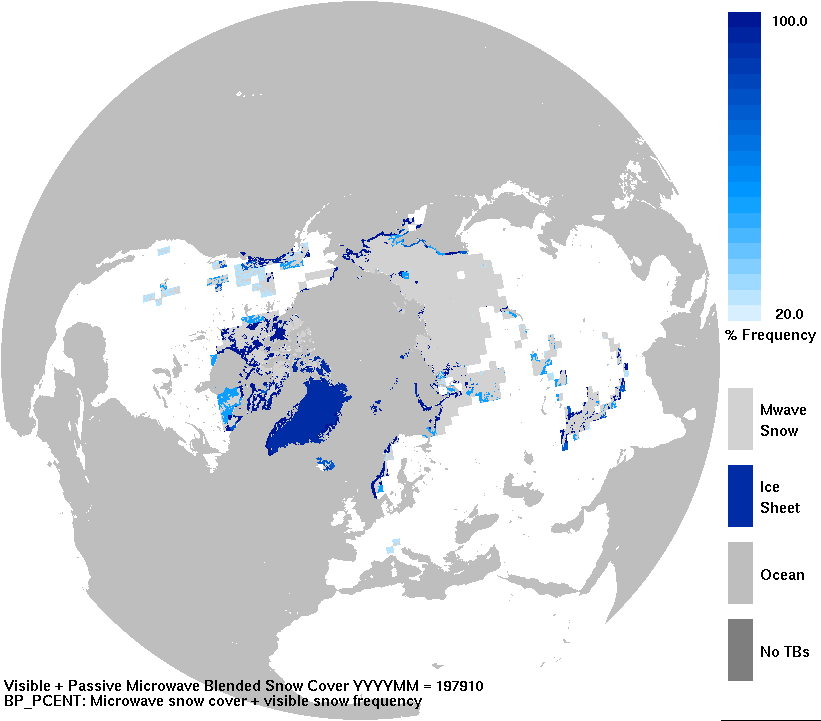 100.0
20.0
% Frequency
Mwave
Snow
Ice
Sheet
Ocean
No TBs
Visible + Passive Microwave Blended Snow Cover YYYYMM = 197910
BP_PCENT: Microwave snow cover + visible snow frequency